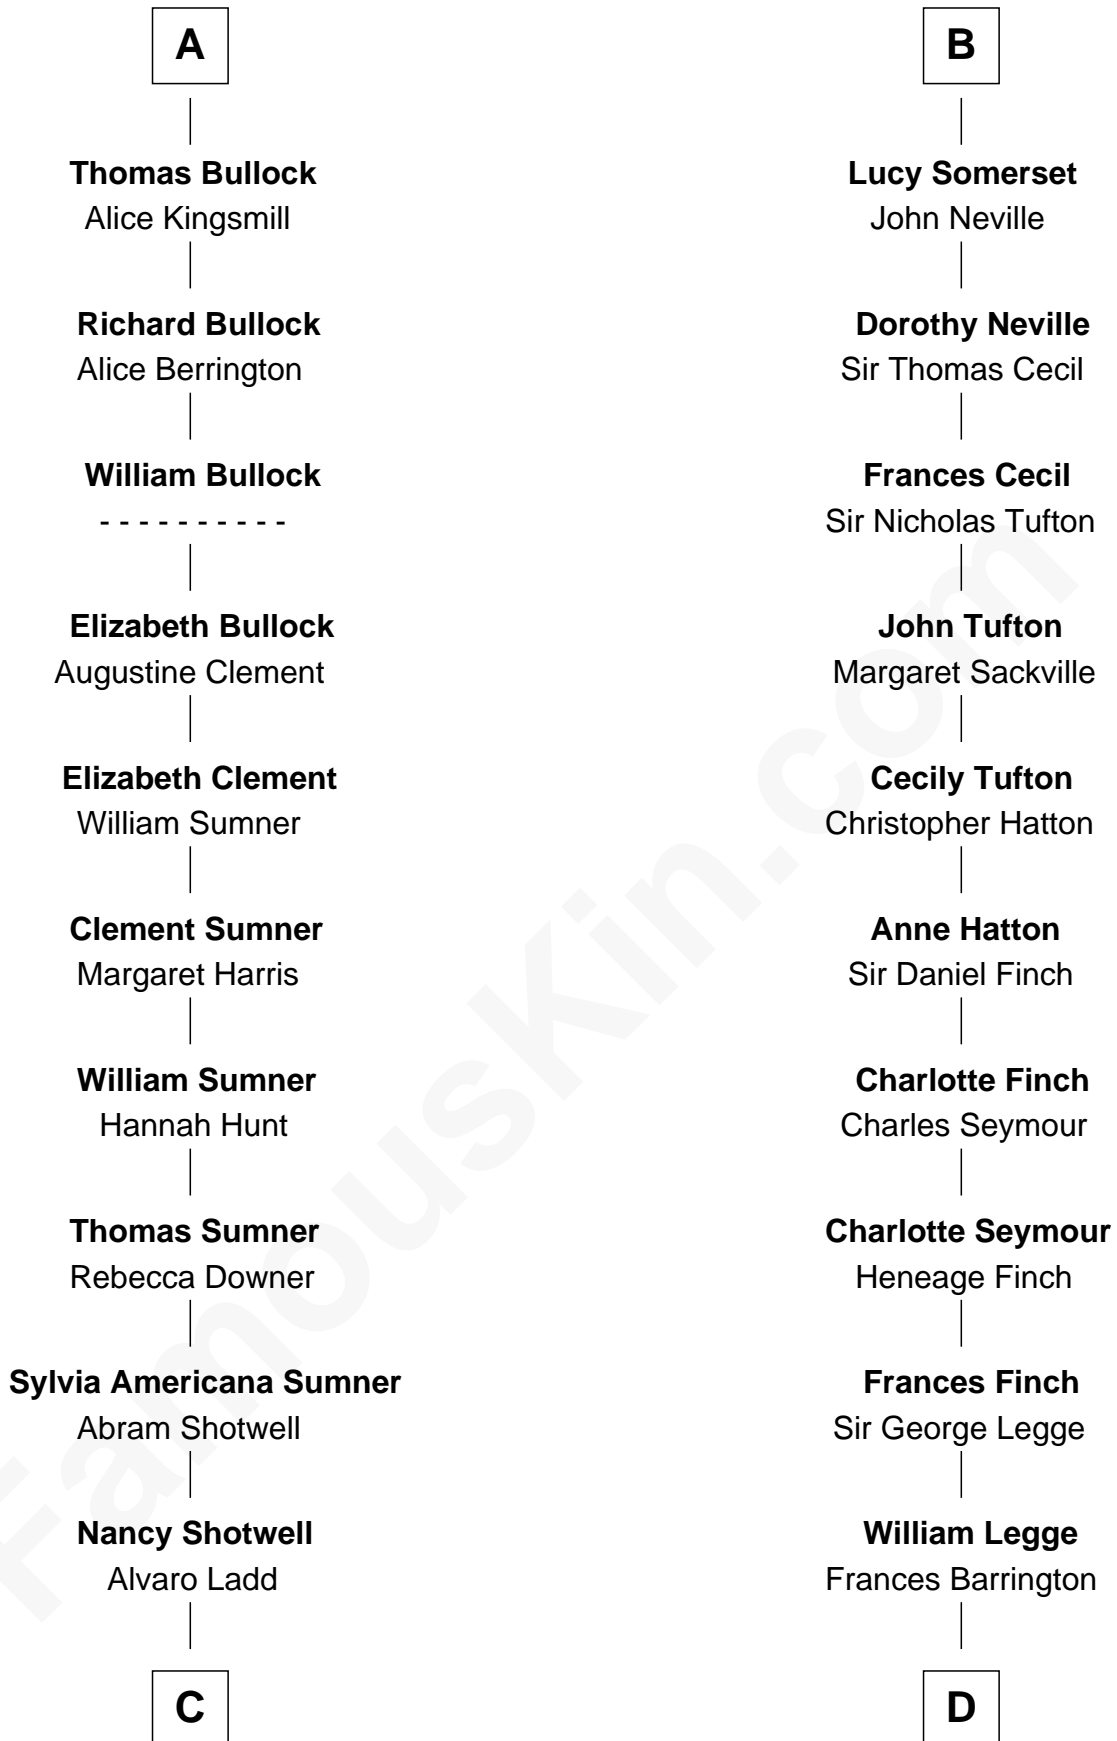 A
Thomas Bullock
Alice Kingsmill
Richard Bullock
Alice Berrington
William Bullock
- - - - - - - - - -
Elizabeth Bullock
Augustine Clement
Elizabeth Clement
William Sumner
Clement Sumner
Margaret Harris
William Sumner
Hannah Hunt
Thomas Sumner
Rebecca Downer
Sylvia Americana Sumner
Abram Shotwell
Nancy Shotwell
Alvaro Ladd
C
B
Lucy Somerset
John Neville
Dorothy Neville
Sir Thomas Cecil
Frances Cecil
Sir Nicholas Tufton
John Tufton
Margaret Sackville
Cecily Tufton
Christopher Hatton
Anne Hatton
Sir Daniel Finch
Charlotte Finch
Charles Seymour
Charlotte Seymour
Heneage Finch
Frances Finch
Sir George Legge
William Legge
Frances Barrington
D
FamousKin.com